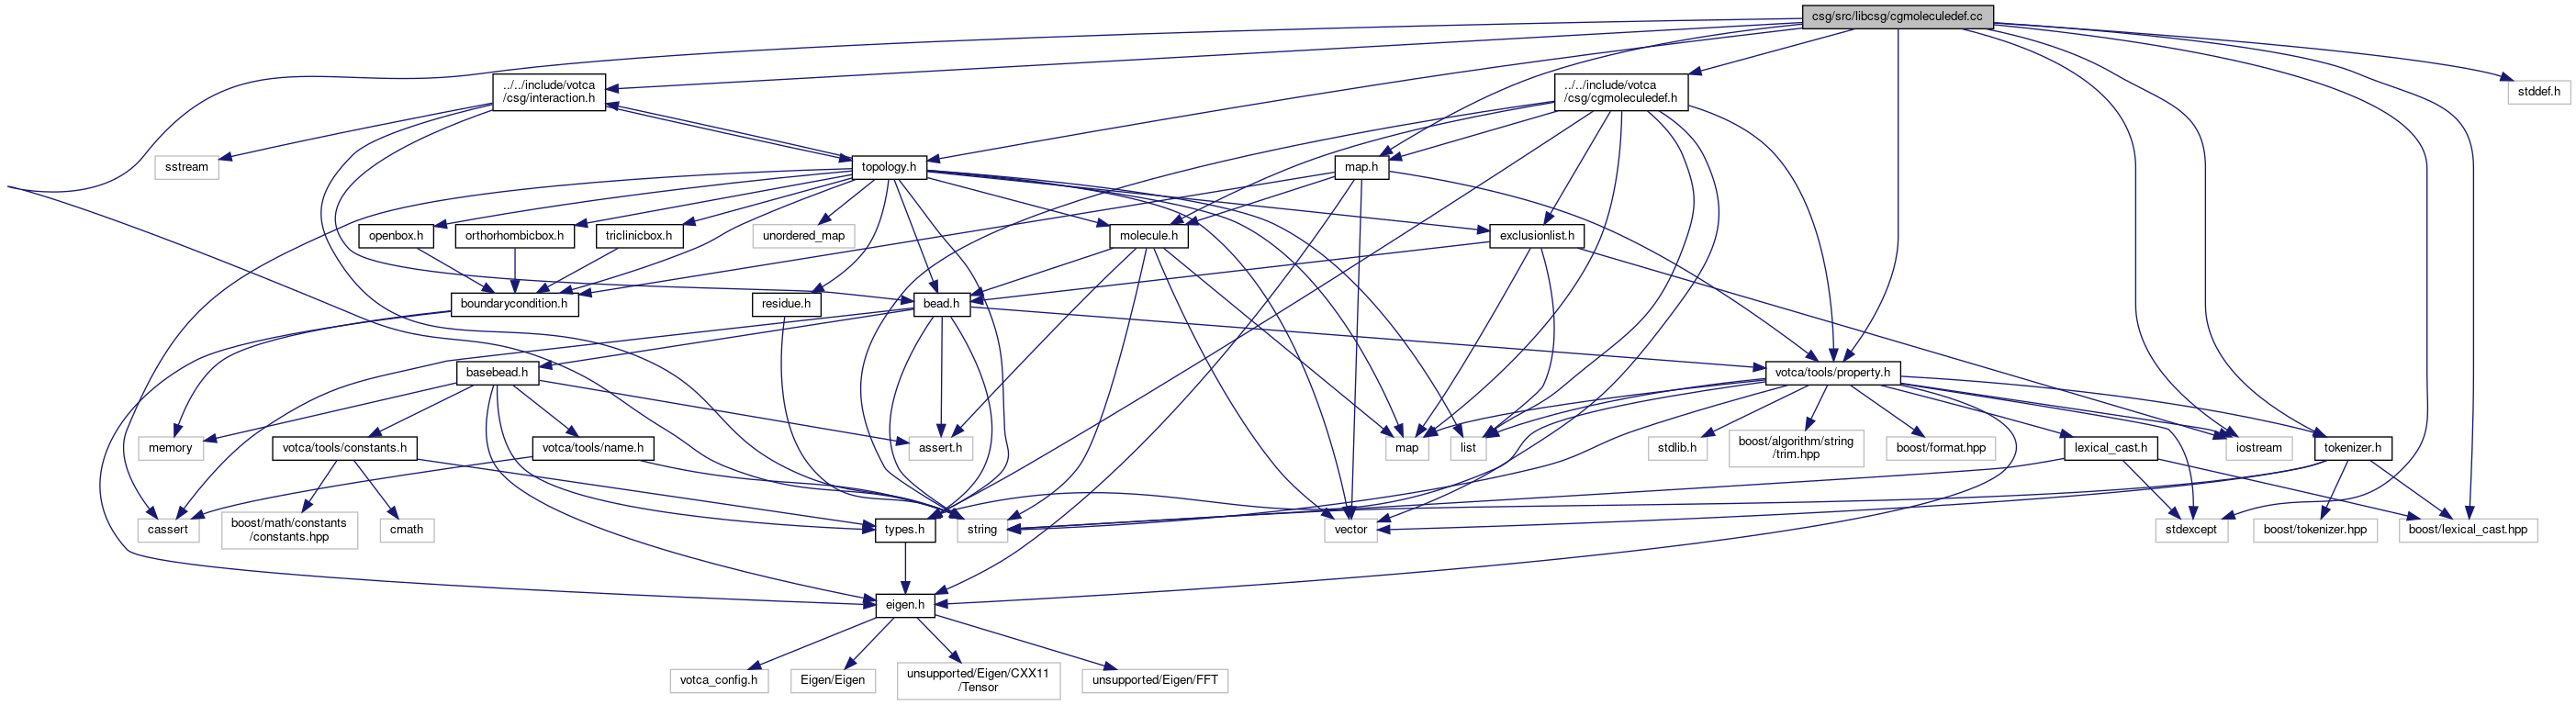 csg/src/libcsg/cgmoleculedef.cc
../../include/votca
/csg/interaction.h
../../include/votca
/csg/cgmoleculedef.h
stddef.h
sstream
topology.h
map.h
openbox.h
orthorhombicbox.h
triclinicbox.h
unordered_map
molecule.h
exclusionlist.h
boundarycondition.h
residue.h
bead.h
basebead.h
votca/tools/property.h
memory
votca/tools/constants.h
votca/tools/name.h
assert.h
map
list
stdlib.h
boost/algorithm/string
/trim.hpp
boost/format.hpp
lexical_cast.h
iostream
tokenizer.h
cassert
boost/math/constants
/constants.hpp
cmath
types.h
string
vector
stdexcept
boost/tokenizer.hpp
boost/lexical_cast.hpp
eigen.h
votca_config.h
Eigen/Eigen
unsupported/Eigen/CXX11
/Tensor
unsupported/Eigen/FFT